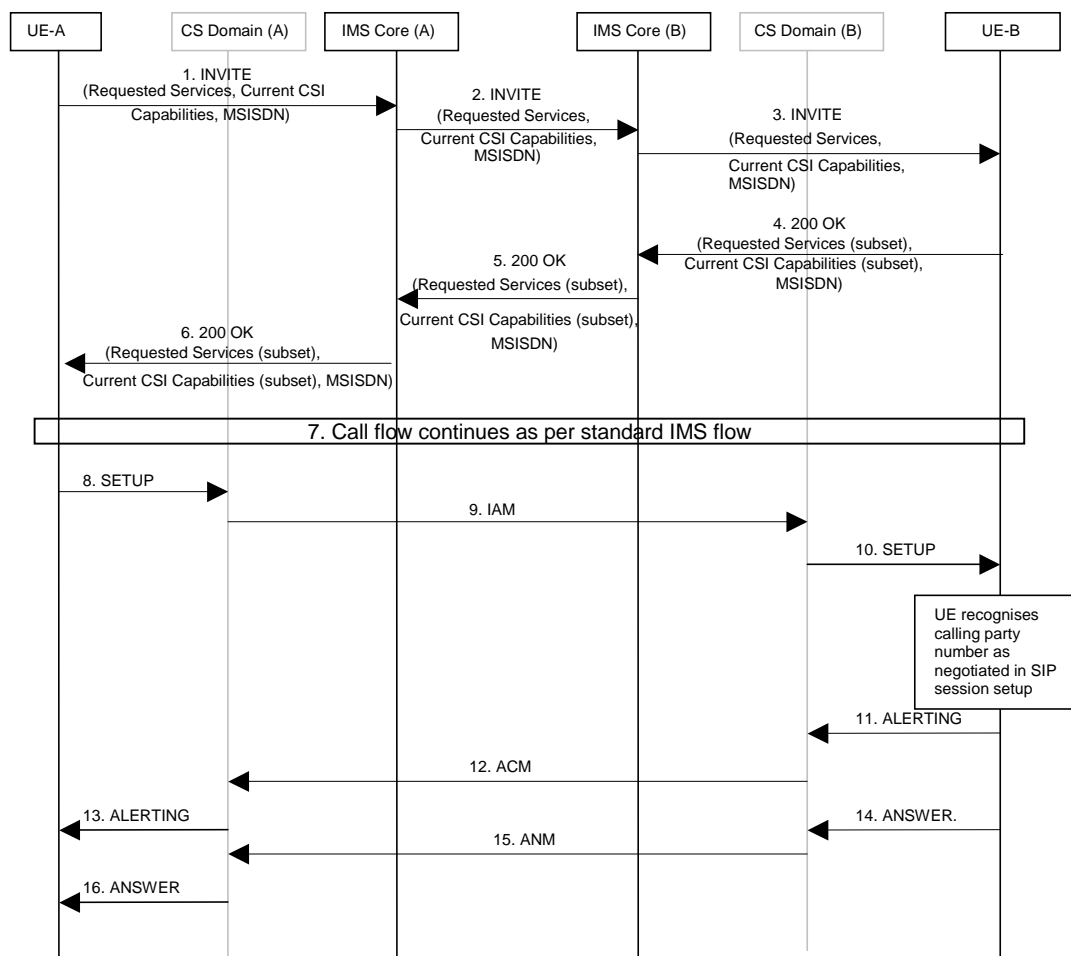 UE-A
CS Domain (A)
IMS Core (A)
IMS Core (B)
CS Domain (B)
UE-B
1. INVITE
(Requested Services, Current CSI
Capabilities, MSISDN)
2. INVITE
(Requested Services,
Current CSI Capabilities,
MSISDN)
3. INVITE
(Requested Services,
Current CSI Capabilities,
MSISDN)
4. 200 OK
(Requested Services (subset),
Current CSI Capabilities (subset),
MSISDN)
5. 200 OK
(Requested Services (subset),
Current CSI Capabilities (subset),
MSISDN)
6. 200 OK
(Requested Services (subset),
Current CSI Capabilities (subset), MSISDN)
7. Call flow continues as per standard IMS flow
8. SETUP
9. IAM
10. SETUP
UE recognises
calling party
number as
negotiated in SIP
session setup
11. ALERTING
12. ACM
13. ALERTING
14. ANSWER.
15. ANM
16. ANSWER